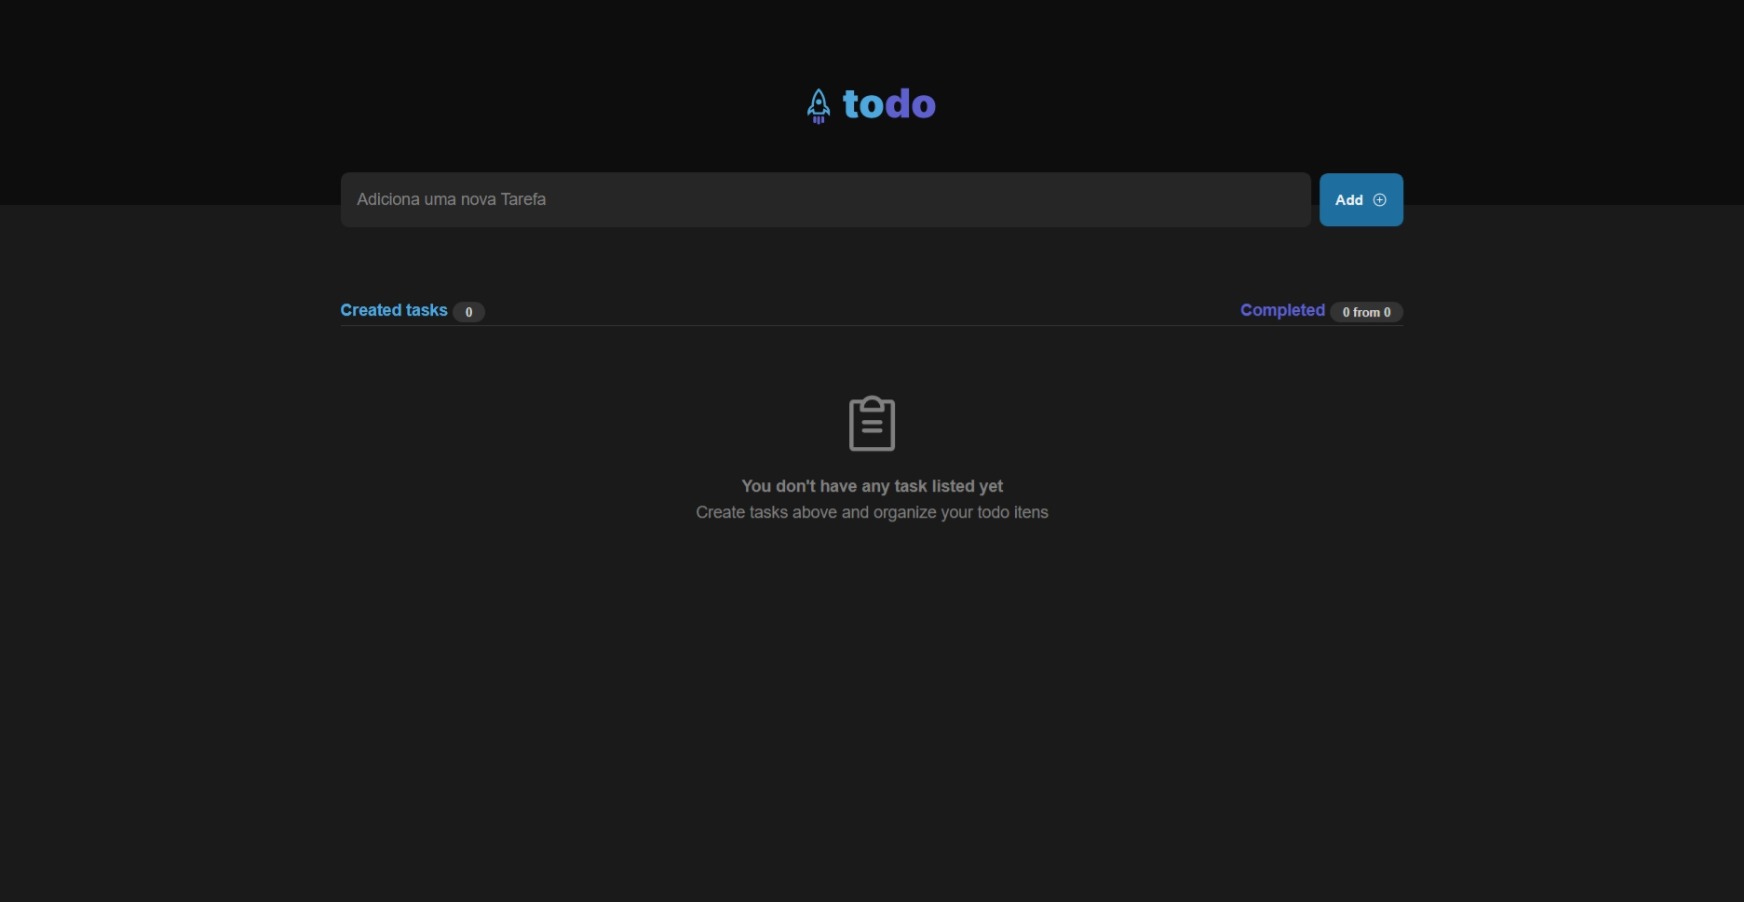 todo
Adiciona uma nova Tarefa
Add
Created tasks 0
Completed 0 from 0
You don't have any task listed yet
Create tasks above and organize your todo itens